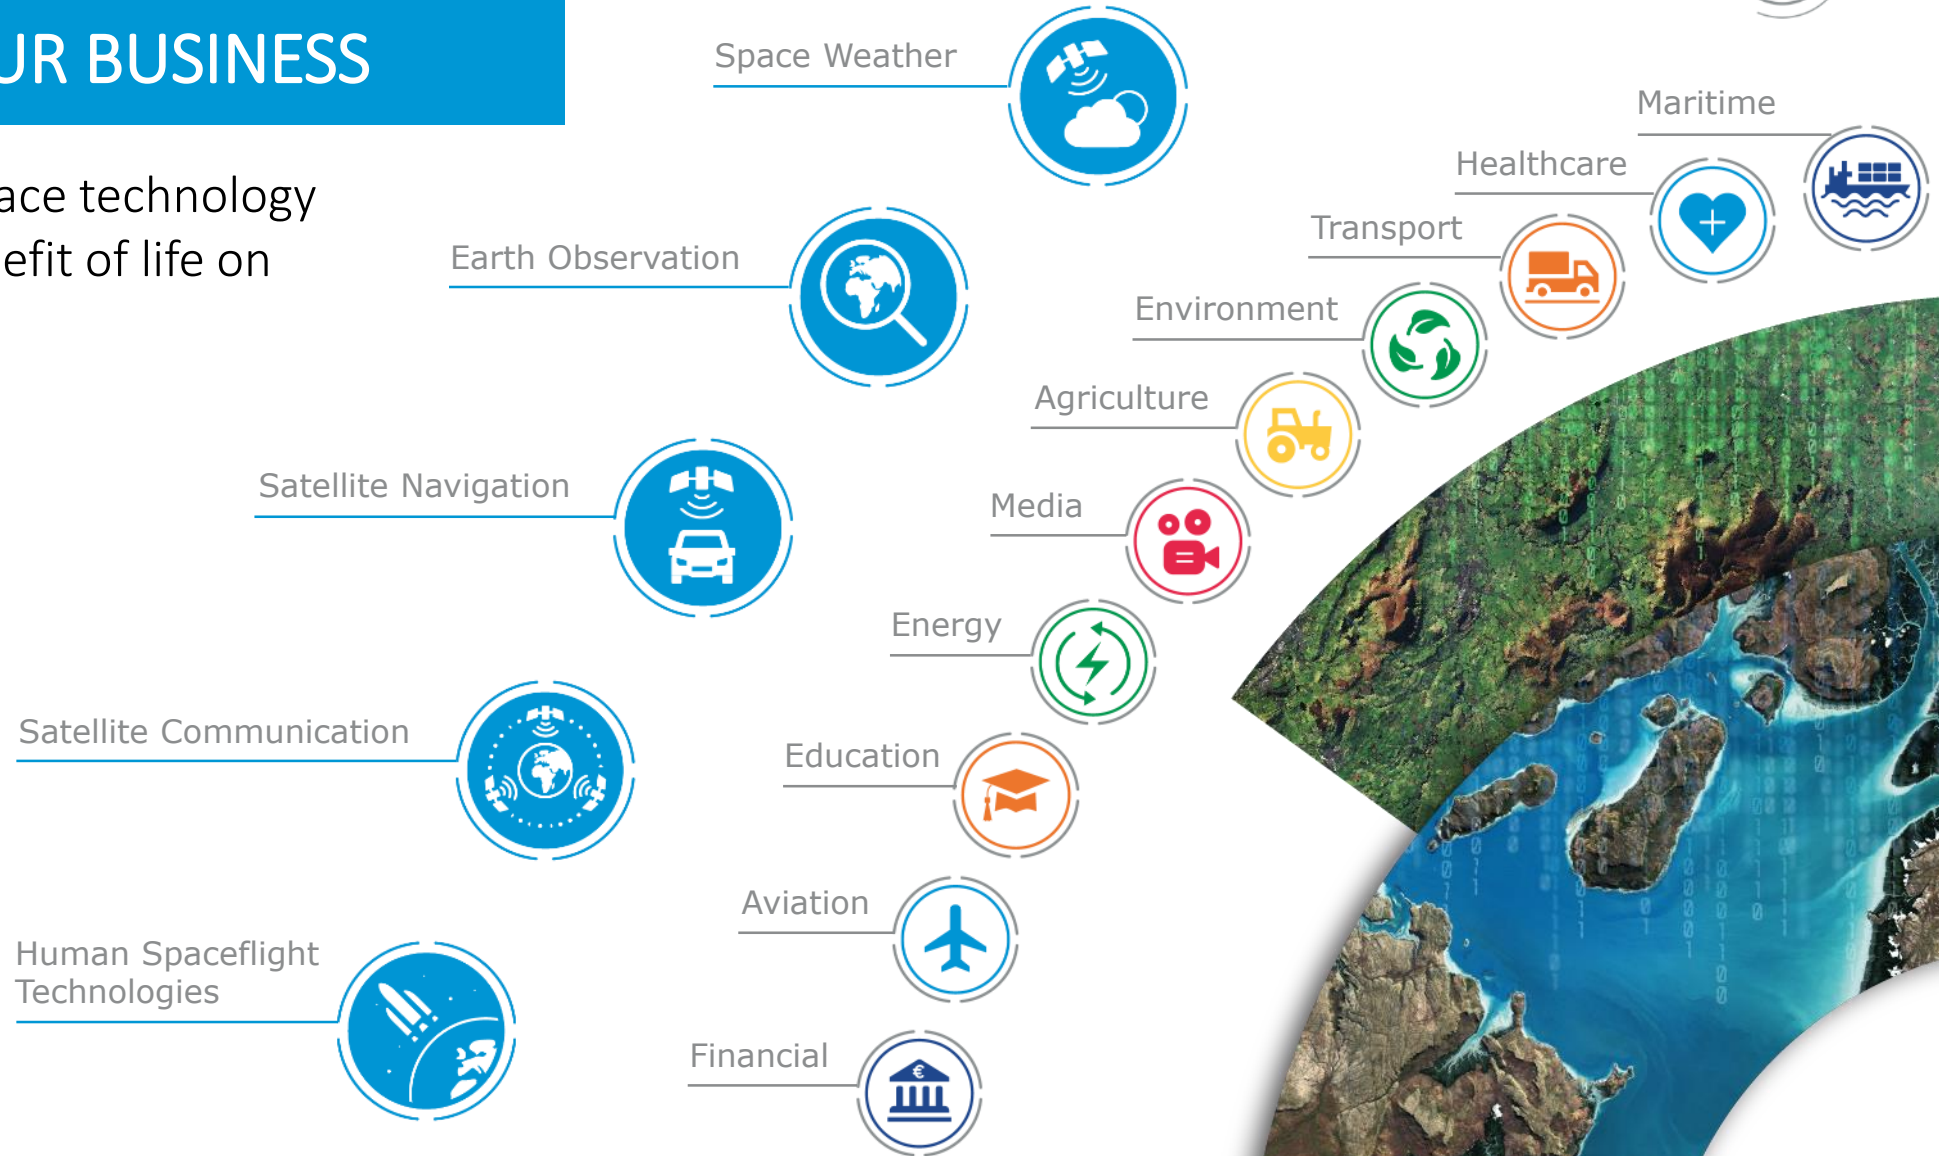 UR BUSINESS
ace technology
efit of life on
Space Weather
Earth Observation
Satellite Navigation
Satellite Communication
Human Spaceflight
Technologies
Maritime
Healthcare
Transport
Environment
Agriculture
Media
Energy
Education
Aviation
Financial
€